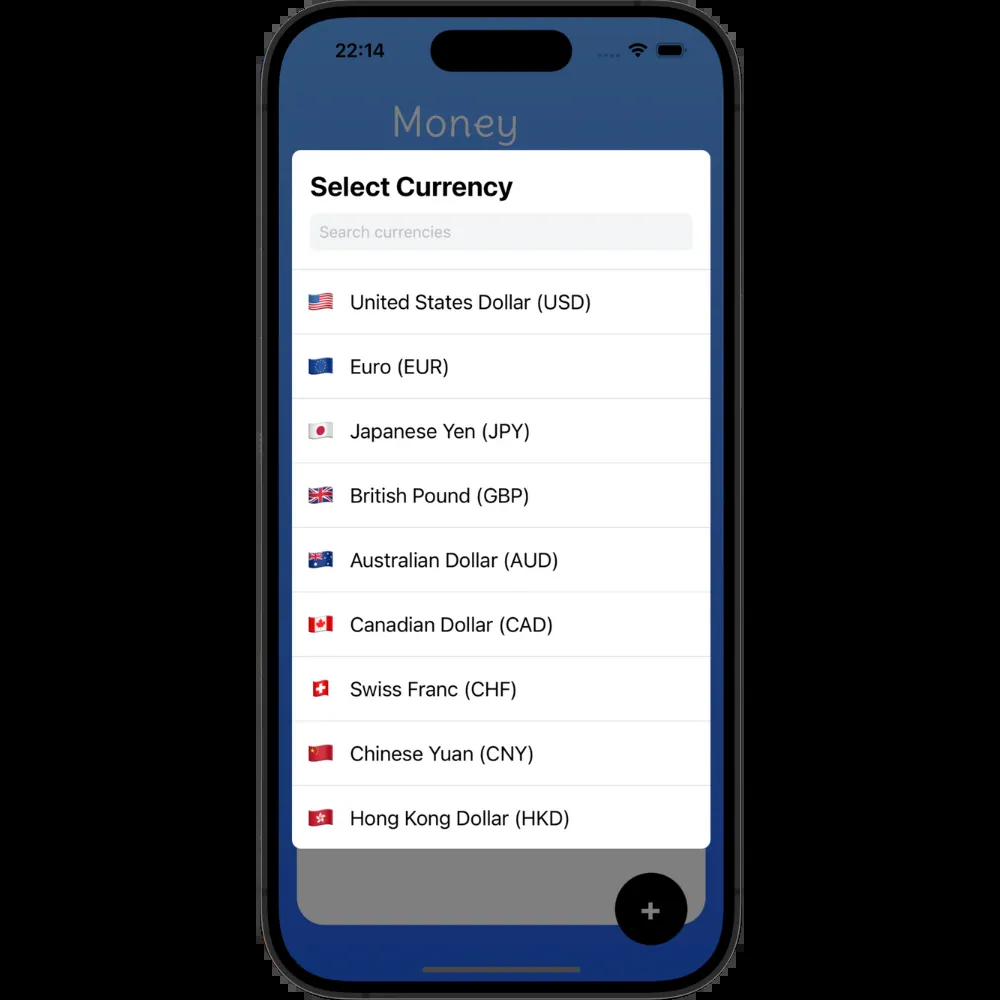 22:14
Money
Select Currency
Search currencies
United States Dollar (USD)
Euro (EUR)
Japanese Yen (JPY)
British Pound (GBP)
Australian Dollar (AUD)
Canadian Dollar (CAD)
Swiss Franc (CHF)
Chinese Yuan (CNY)
Hong Kong Dollar (HKD)
+